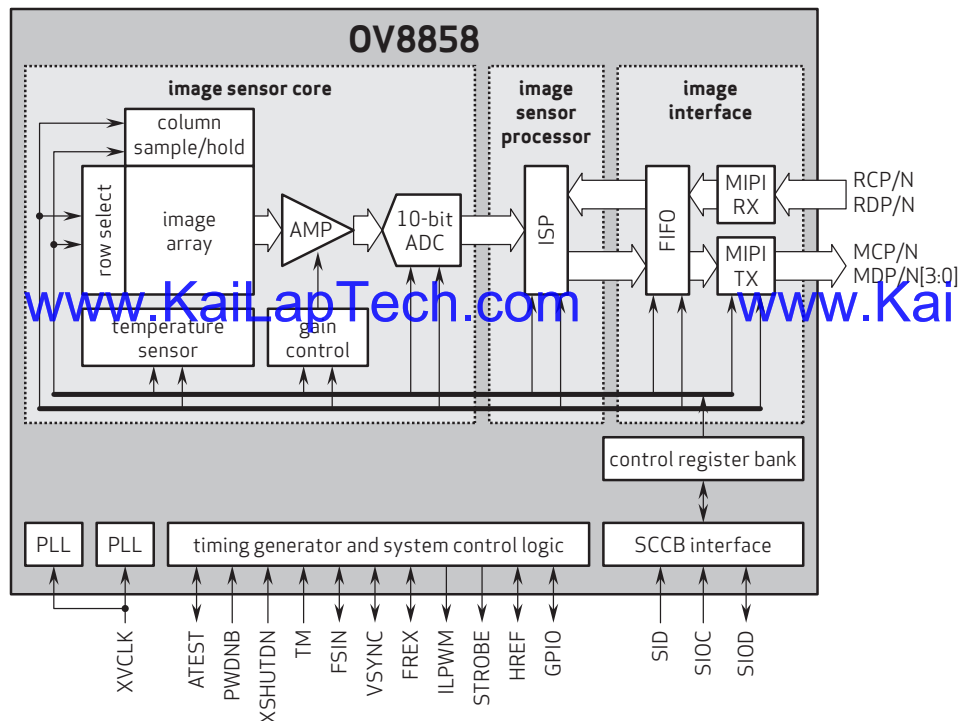 OV8858
image sensor core
image
sensor
processor
image
interface
column
sample/hold
row select
image
array
AMP
10-bit
ADC
ISP
FIFO
MIPI
RX
MIPI
TX
RCP/N
RDP/N
MCP/N
MDP/N[3:0]
www.KaiLapTech.com
www.Kai
temperature
sensor
gain
control
control register bank
PLL
PLL
timing generator and system control logic
SCCB interface
XVCLK
ATEST
PWDNB
XSHUTDN
TM
FSIN
VSYNC
FREX
ILPWM
STROBE
HREF
GPIO
SID
SIOC
SIOD